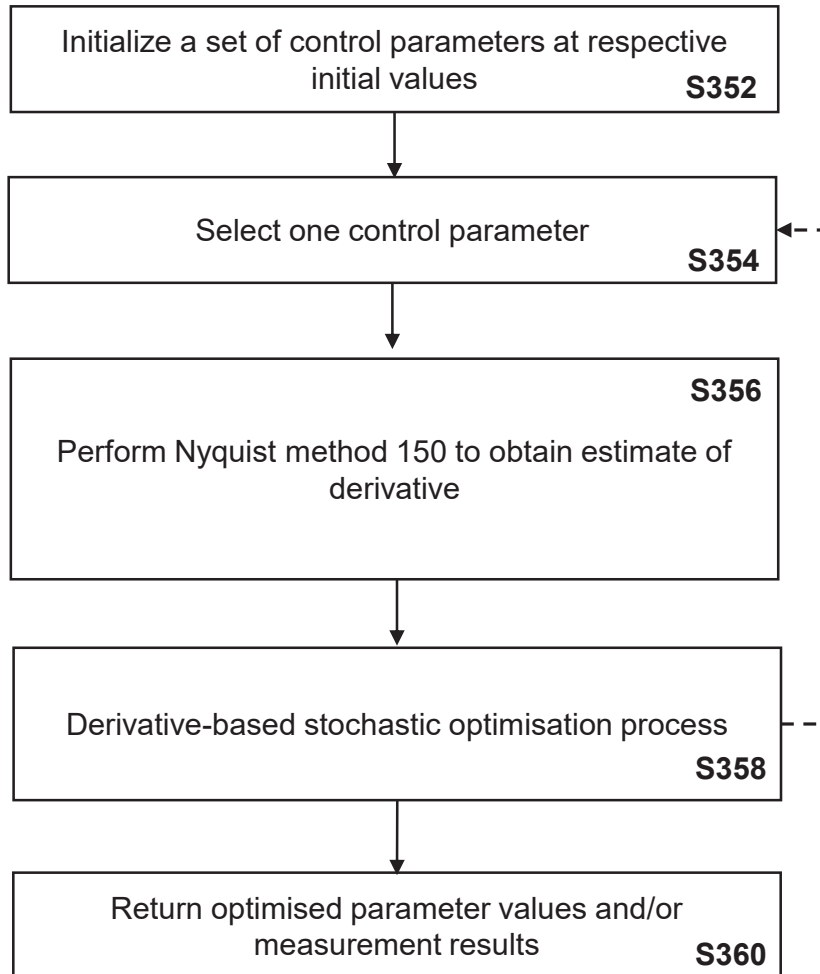 Initialize a set of control parameters at respective
initial values
S352
Select one control parameter
S354
S356
Perform Nyquist method 150 to obtain estimate of
derivative
Derivative-based stochastic optimisation process
S358
Return optimised parameter values and/or
measurement results
S360